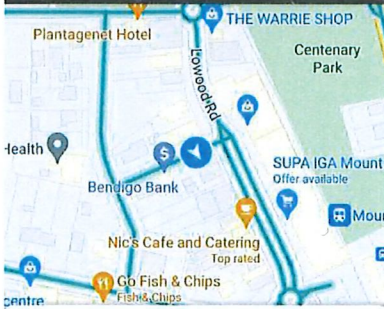 THE WARRIE SHOP
Plantagenet Hotel
Centenary
Park
Lowood Rd
Health
SUPA IGA Mount
Offer available
$
Bendigo Bank
Mou
Nic's Cafe and Catering
Top rated
Go Fish & Chips
Fish & Chips
centre